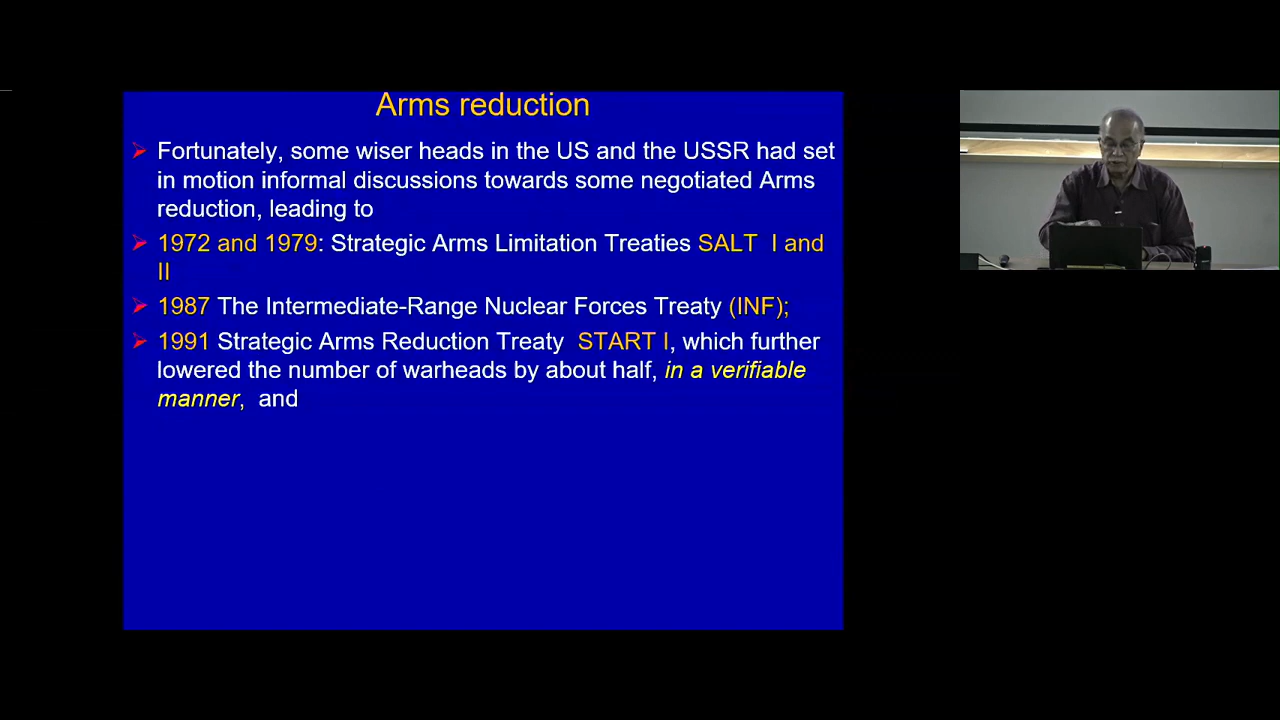 Arms reduction
Fortunately, some wiser heads in the US and the USSR had set
in motion informal discussions towards some negotiated Arms
reduction, leading to
1972 and 1979: Strategic Arms Limitation Treaties SALT I and
II
1987 The Intermediate-Range Nuclear Forces Treaty (INF);
1991 Strategic Arms Reduction Treaty START I, which further
lowered the number of warheads by about half, in a verifiable
manner, and